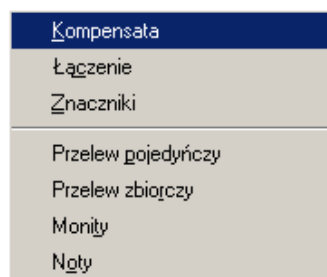 Kompensata
Łączenie
Znaczniki
Przelew pojedyńczy
Przelew zbiorczy
Monity
Noty